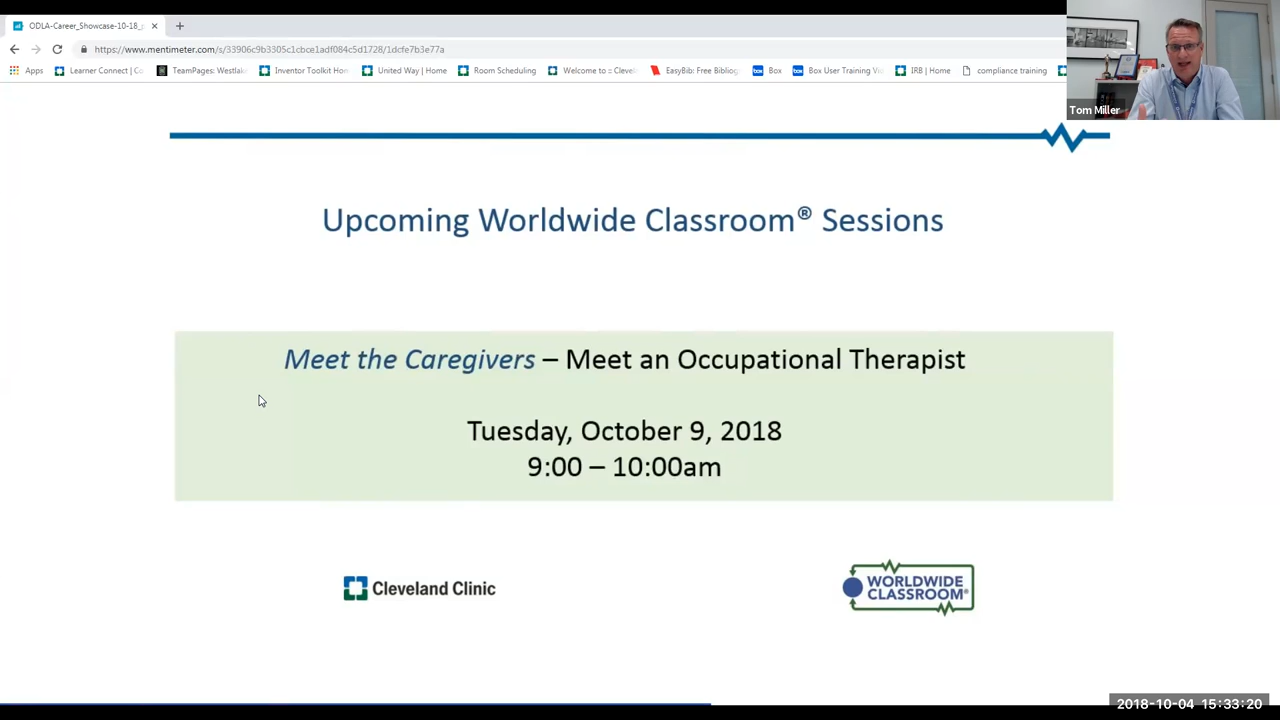 ODLA-Career_Showcase-10-18_
https://www.mentimeter.com/s/33906c9b3305c1cbce1adf084c5d1728/1dcfe7b3e77a
Apps Learner Connect | Co TeamPages: Westlak Inventor Toolkit Hom United Way | Home Room Scheduling Welcome to :: Clevel EasyBib: Free Bibliog Box Box User Training Vi IRB | Home compliance training
Tom Miller
Upcoming Worldwide Classroom® Sessions
Meet the Caregivers – Meet an Occupational Therapist
Tuesday, October 9, 2018
9:00 – 10:00am
Cleveland Clinic
WORLDWIDE
CLASSROOM®
2018-10-04 15:33:20